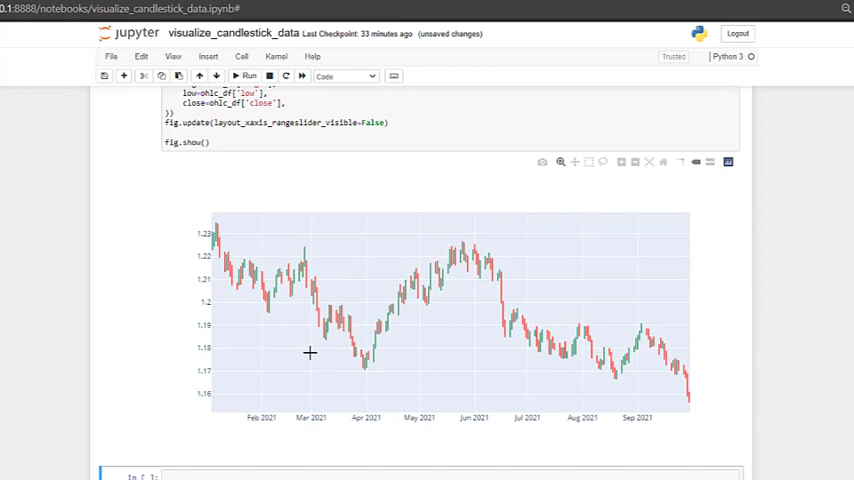 0.1:8888/notebooks/visualize_candlestick_data.ipynb#
jupyter visualize_candlestick_data Last Checkpoint: 33 minutes ago (unsaved changes) Logout
File Edit View Insert Cell Kernel Help Trusted Python 3
Run Code
low=ohlc_df['low'],
close=ohlc_df['close'],
))
fig.update(layout_xaxis_rangeslider_visible=False)
fig.show()
1.23
1.22
1.21
1.2
1.19
1.18
1.17
1.16
Feb 2021 Mar 2021 Apr 2021 May 2021 Jun 2021 Jul 2021 Aug 2021 Sep 2021
In [ ]: